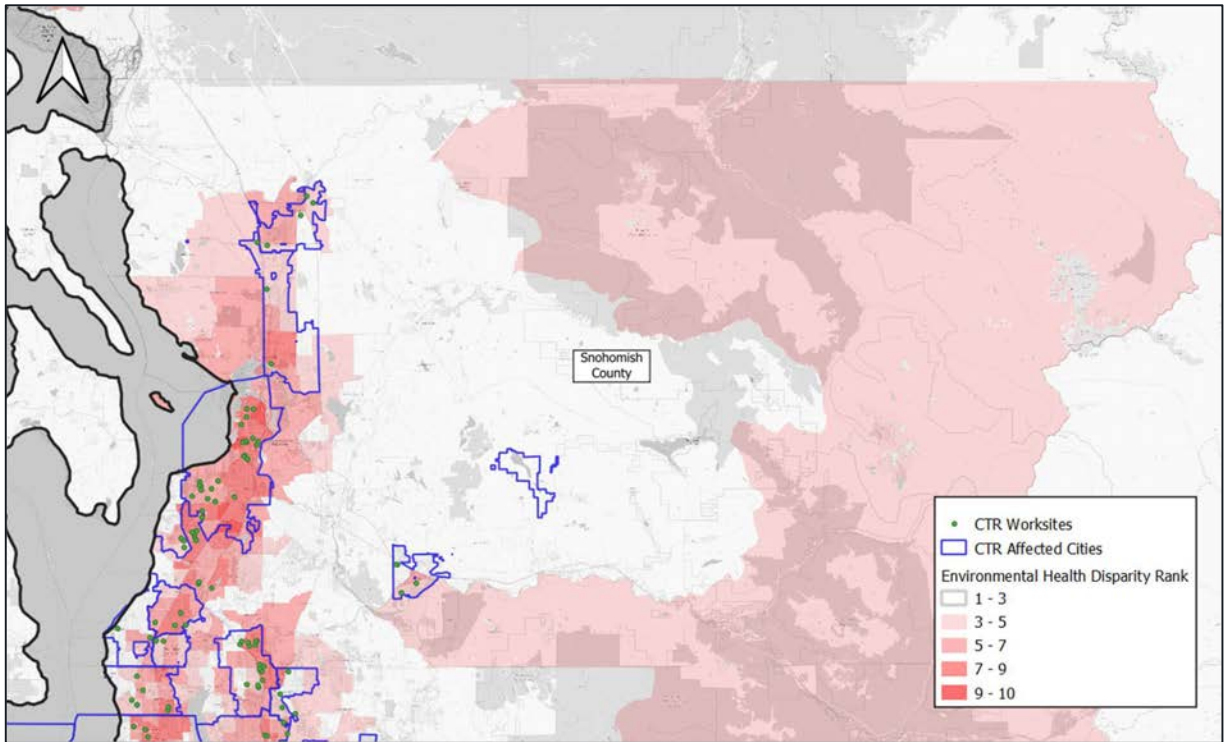 Snohomish
County
CTR Worksites
CTR Affected Cities
Environmental Health Disparity Rank
1 - 3
3 - 5
5 - 7
7 - 9
9 - 10